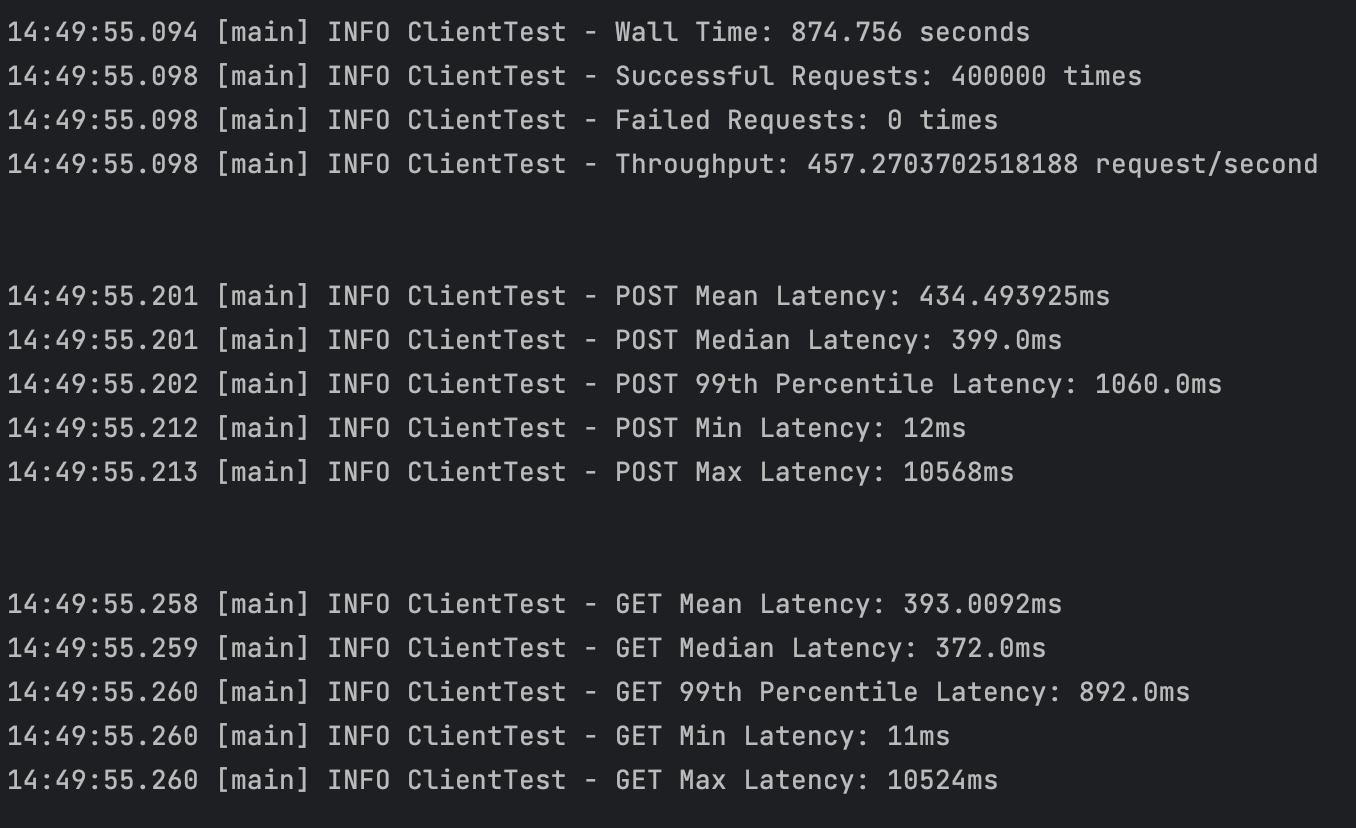 14:49:55.094 [main] INFO ClientTest - Wall Time: 874.756 seconds
14:49:55.098 [main] INFO ClientTest - Successful Requests: 400000 times
14:49:55.098 [main] INFO ClientTest - Failed Requests: 0 times
14:49:55.098 [main] INFO ClientTest - Throughput: 457.2703702518188 request/second
14:49:55.201 [main] INFO ClientTest - POST Mean Latency: 434.493925ms
14:49:55.201 [main] INFO ClientTest - POST Median Latency: 399.0ms
14:49:55.202 [main] INFO ClientTest - POST 99th Percentile Latency: 1060.0ms
14:49:55.212 [main] INFO ClientTest - POST Min Latency: 12ms
14:49:55.213 [main] INFO ClientTest - POST Max Latency: 10568ms
14:49:55.258 [main] INFO ClientTest - GET Mean Latency: 393.0092ms
14:49:55.259 [main] INFO ClientTest - GET Median Latency: 372.0ms
14:49:55.260 [main] INFO ClientTest - GET 99th Percentile Latency: 892.0ms
14:49:55.260 [main] INFO ClientTest - GET Min Latency: 11ms
14:49:55.260 [main] INFO ClientTest - GET Max Latency: 10524ms